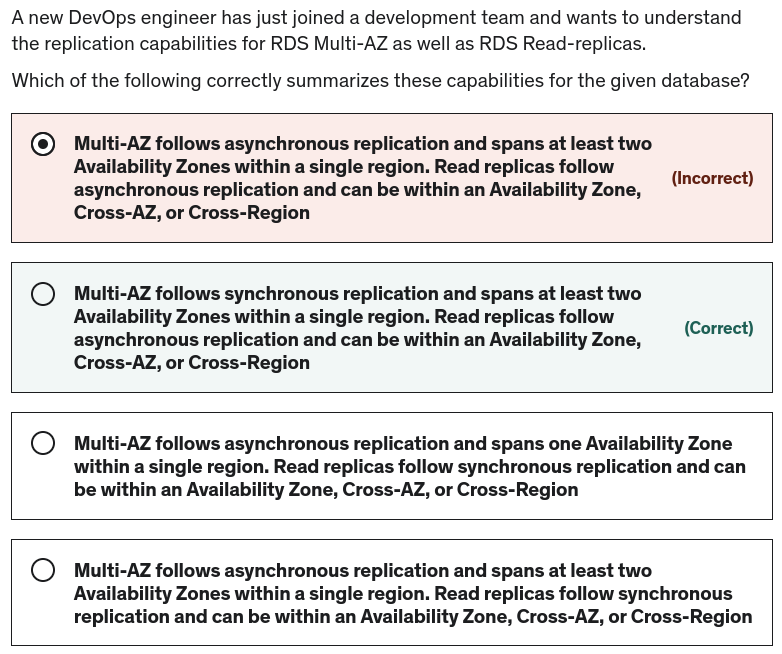 A new DevOps engineer has just joined a development team and wants to understand
the replication capabilities for RDS Multi-AZ as well as RDS Read-replicas.
Which of the following correctly summarizes these capabilities for the given database?
Multi-AZ follows asynchronous replication and spans at least two
Availability Zones within a single region. Read replicas follow
asynchronous replication and can be within an Availability Zone,
Cross-AZ, or Cross-Region
(Incorrect)
Multi-AZ follows synchronous replication and spans at least two
Availability Zones within a single region. Read replicas follow
asynchronous replication and can be within an Availability Zone,
Cross-AZ, or Cross-Region
(Correct)
Multi-AZ follows asynchronous replication and spans one Availability Zone
within a single region. Read replicas follow synchronous replication and can
be within an Availability Zone, Cross-AZ, or Cross-Region
Multi-AZ follows asynchronous replication and spans at least two
Availability Zones within a single region. Read replicas follow synchronous
replication and can be within an Availability Zone, Cross-AZ, or Cross-Region